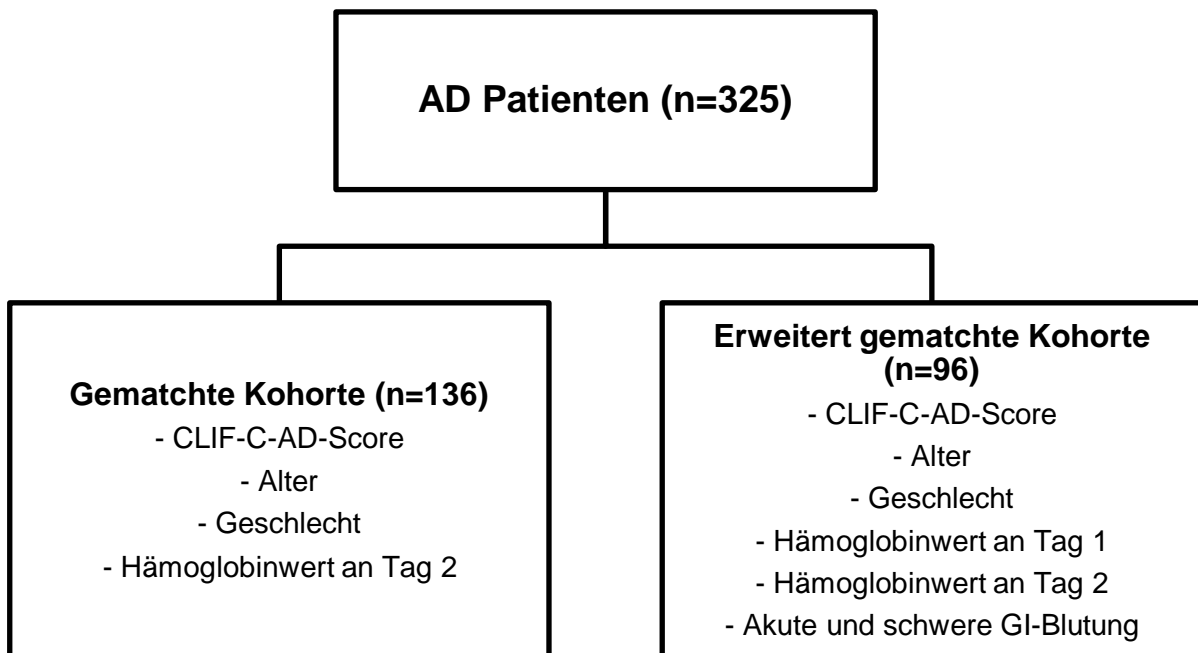 AD Patienten (n=325)
Gematchte Kohorte (n=136)
- CLIF-C-AD-Score
- Alter
- Geschlecht
- Hämoglobinwert an Tag 2
Erweitert gematchte Kohorte
(n=96)
- CLIF-C-AD-Score
- Alter
- Geschlecht
- Hämoglobinwert an Tag 1
- Hämoglobinwert an Tag 2
- Akute und schwere GI-Blutung